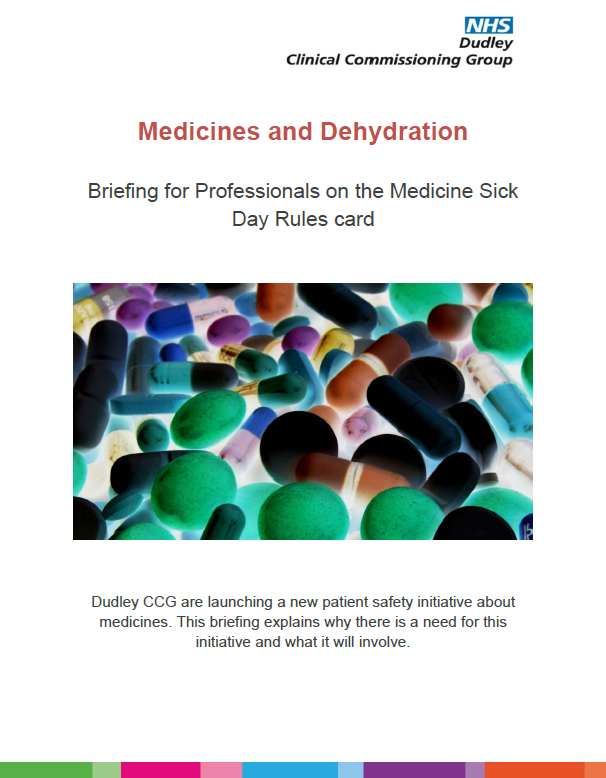 NHS
Dudley
Clinical Commissioning Group
Medicines and Dehydration
Briefing for Professionals on the Medicine Sick
Day Rules card
Dudley CCG are launching a new patient safety initiative about
medicines. This briefing explains why there is a need for this
initiative and what it will involve.